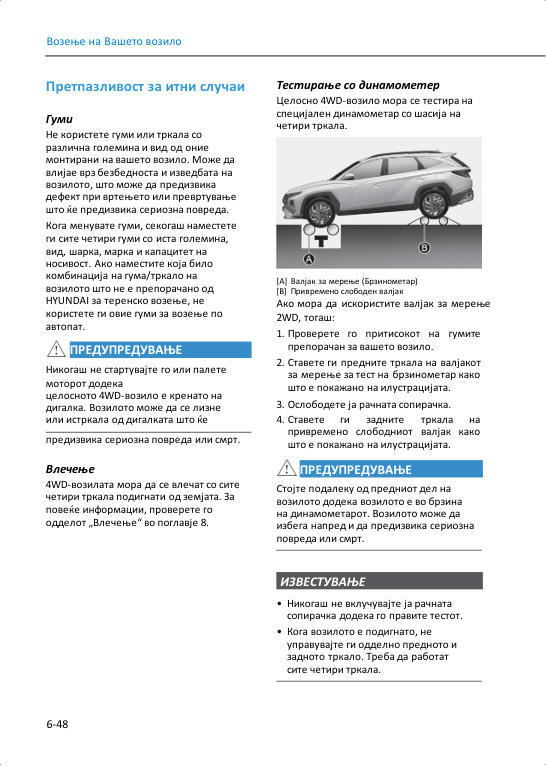 Возење на Вашето возило
Претпазливост за итни случаи
Гуми
Не користете гуми или тркала со
различна големина и вид од оние
монтирани на вашето возило. Може да
влијае врз безбедноста и изведбата на
возилото, што може да предизвика
дефект при вртењето или превртување
што ќе предизвика сериозна повреда.
Кога менувате гуми, секогаш наместете
ги сите четири гуми со иста големина,
вид, шарка, марка и капацитет на
носивост. Ако наместите која било
комбинација на гума/тркало на
возилото што не е препорачано од
HYUNDAI за теренско возење, не
користете ги овие гуми за возење по
автопат.
ПРЕДУПРЕДУВАЊЕ
Никогаш не стартувајте го или палете
моторот додека
целосното 4WD-возило е кренато на
дигалка. Возилото може да се лизне
или истркала од дигалката што ќе
предизвика сериозна повреда или смрт.
Влечење
4WD-возилата мора да се влечат со сите
четири тркала подигнати од земјата. За
повеќе информации, проверете го
одделот „Влечење“ во поглавје 8.
Тестирање со динамометер
Целосно 4WD-возило мора се тестира на
специјален динамометар со шасија на
четири тркала.
A
B
[A] Валјак за мерење (Брзинометар)
[B] Привремено слободен валјак
Ако мора да искористите валјак за мерење
2WD, тогаш:
1. Проверете го притисокот на гумите
препорачан за вашето возило.
2. Ставете ги предните тркала на валјакот
за мерење за тест на брзинометар како
што е покажано на илустрацијата.
3. Ослободете ја рачната сопирачка.
4. Ставете ги задните тркала на
привремено слободниот валјак како
што е покажано на илустрацијата.
ПРЕДУПРЕДУВАЊЕ
Стојте подалеку од предниот дел на
возилото додека возилото е во брзина
на динамометарот. Возилото може да
избега напред и да предизвика сериозна
повреда или смрт.
ИЗВЕСТУВАЊЕ
• Никогаш не вклучувајте ја рачната
сопирачка додека го правите тестот.
• Кога возилото е подигнато, не
управувајте ги одделно предното и
задното тркало. Треба да работат
сите четири тркала.
6-48